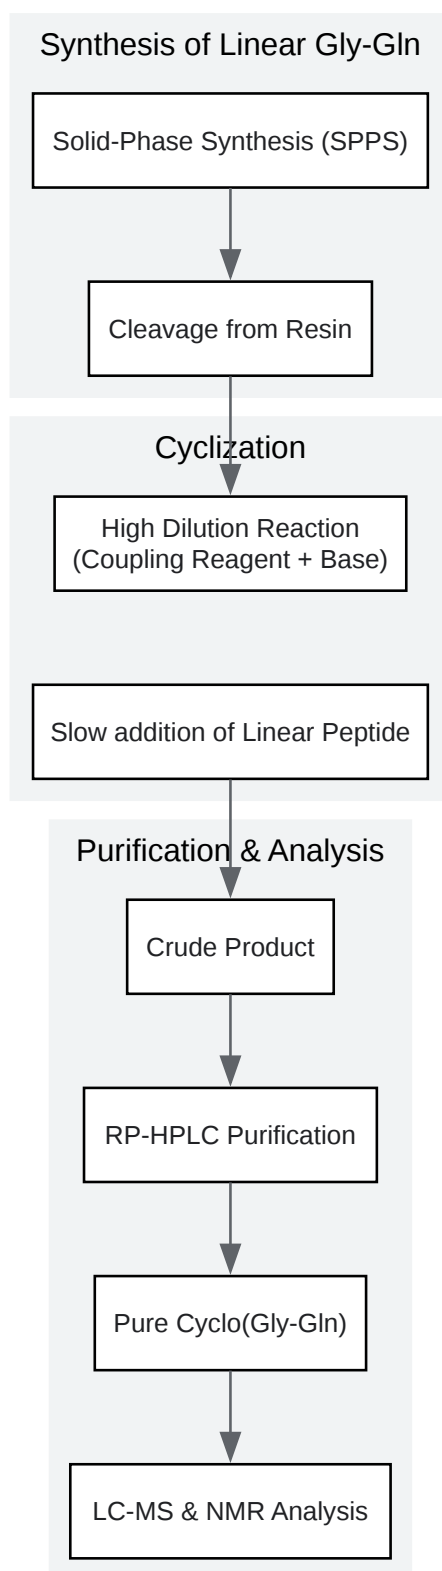 Synthesis of Linear Gly-Gln
Solid-Phase Synthesis (SPPS)
Cleavage from Resin
Cyclization
High Dilution Reaction
(Coupling Reagent + Base)
Slow addition of Linear Peptide
Purification & Analysis
Crude Product
RP-HPLC Purification
Pure Cyclo(Gly-Gln)
LC-MS & NMR Analysis